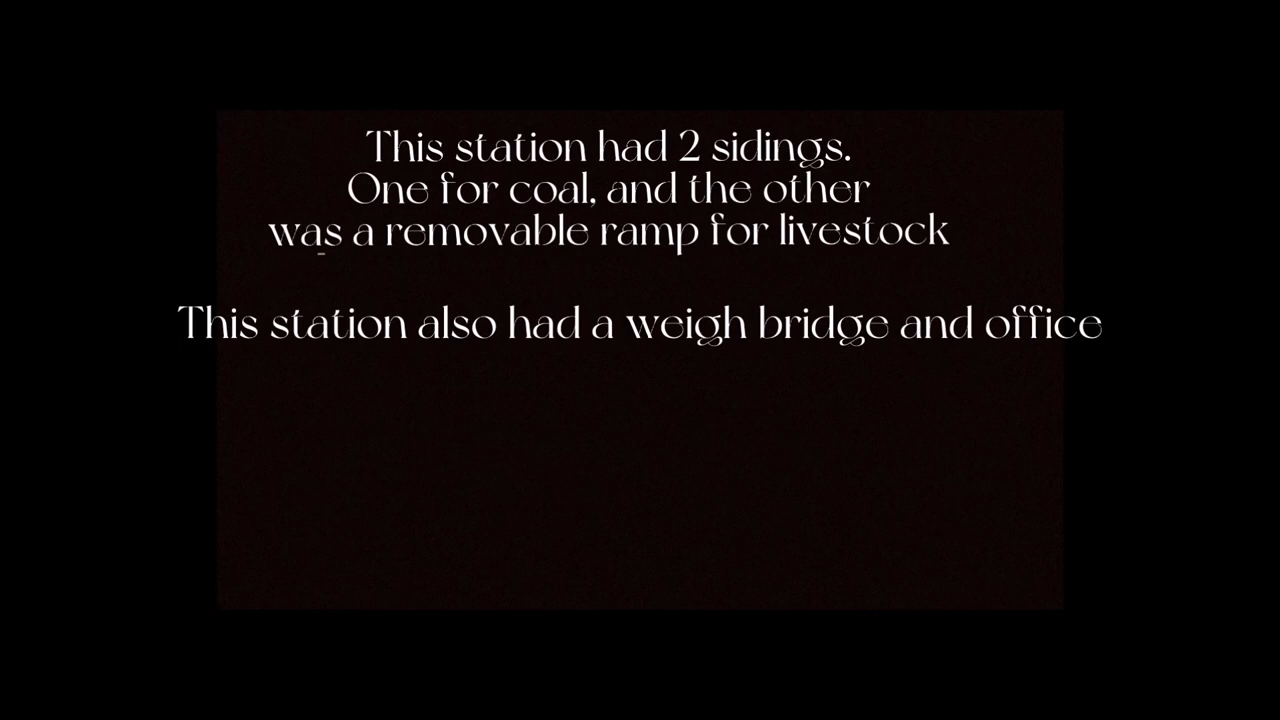 This station had 2 sidings.
One for coal, and the other
was a removable ramp for livestock
This station also had a weigh bridge and office